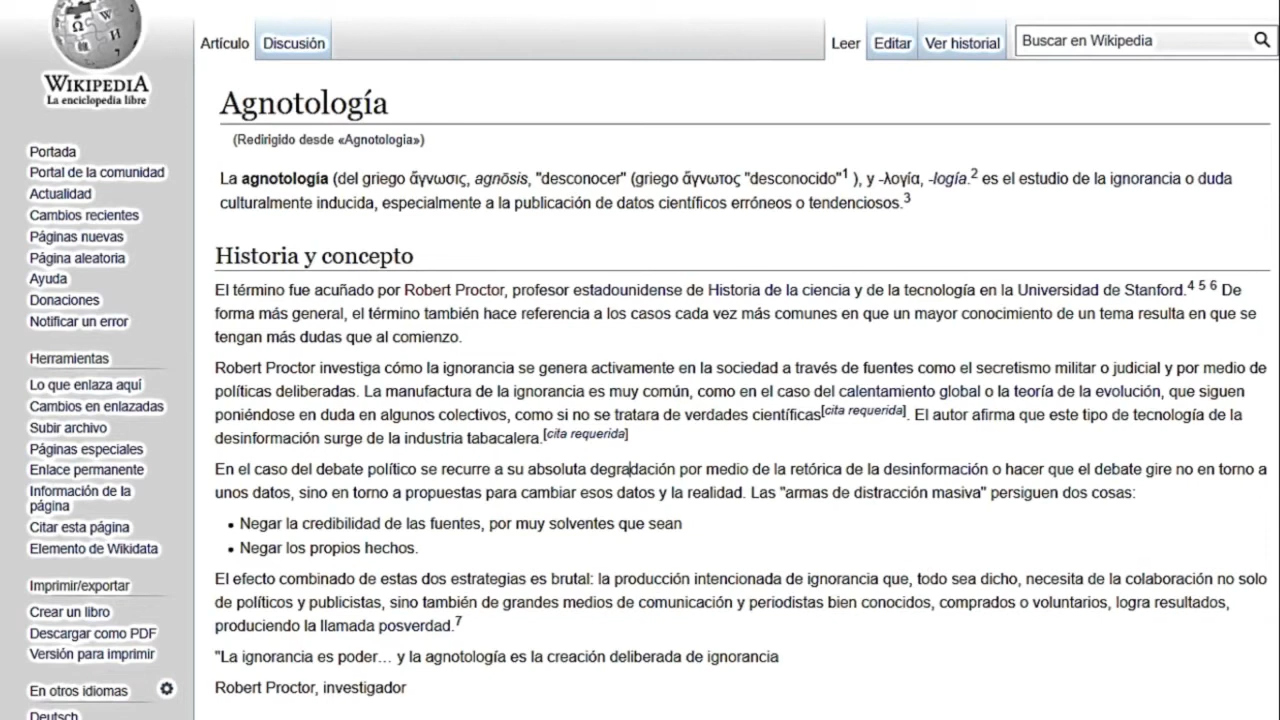 Artículo
Discusión
Leer
Editar
Ver historial
Buscar en Wikipedia
WIKIPEDIA
La enciclopedia libre
Portada
Portal de la comunidad
Actualidad
Cambios recientes
Páginas nuevas
Página aleatoria
Ayuda
Donaciones
Notificar un error
Herramientas
Lo que enlaza aquí
Cambios en enlazadas
Subir archivo
Páginas especiales
Enlace permanente
Información de la
página
Citar esta página
Elemento de Wikidata
Imprimir/exportar
Crear un libro
Descargar como PDF
Versión para imprimir
En otros idiomas
Deutsch
Agnotología
(Redirigido desde «Agnotologia»)
La agnotología (del griego ἄγνωσις, agnōsis, "desconocer" (griego ἄγνωτος "desconocido"1 ), y -λογία, -logía.2 es el estudio de la ignorancia o duda
culturalmente inducida, especialmente a la publicación de datos científicos erróneos o tendenciosos.3
Historia y concepto
El término fue acuñado por Robert Proctor, profesor estadounidense de Historia de la ciencia y de la tecnología en la Universidad de Stanford.4 5 6 De
forma más general, el término también hace referencia a los casos cada vez más comunes en que un mayor conocimiento de un tema resulta en que se
tengan más dudas que al comienzo.
Robert Proctor investiga cómo la ignorancia se genera activamente en la sociedad a través de fuentes como el secretismo militar o judicial y por medio de
políticas deliberadas. La manufactura de la ignorancia es muy común, como en el caso del calentamiento global o la teoría de la evolución, que siguen
poniéndose en duda en algunos colectivos, como si no se tratara de verdades científicas[cita requerida]. El autor afirma que este tipo de tecnología de la
desinformación surge de la industria tabacalera.[cita requerida]
En el caso del debate político se recurre a su absoluta degradación por medio de la retórica de la desinformación o hacer que el debate gire no en torno a
unos datos, sino en torno a propuestas para cambiar esos datos y la realidad. Las "armas de distracción masiva" persiguen dos cosas:
• Negar la credibilidad de las fuentes, por muy solventes que sean
• Negar los propios hechos.
El efecto combinado de estas dos estrategias es brutal: la producción intencionada de ignorancia que, todo sea dicho, necesita de la colaboración no solo
de políticos y publicistas, sino también de grandes medios de comunicación y periodistas bien conocidos, comprados o voluntarios, logra resultados,
produciendo la llamada posverdad.7
"La ignorancia es poder... y la agnotología es la creación deliberada de ignorancia
Robert Proctor, investigador